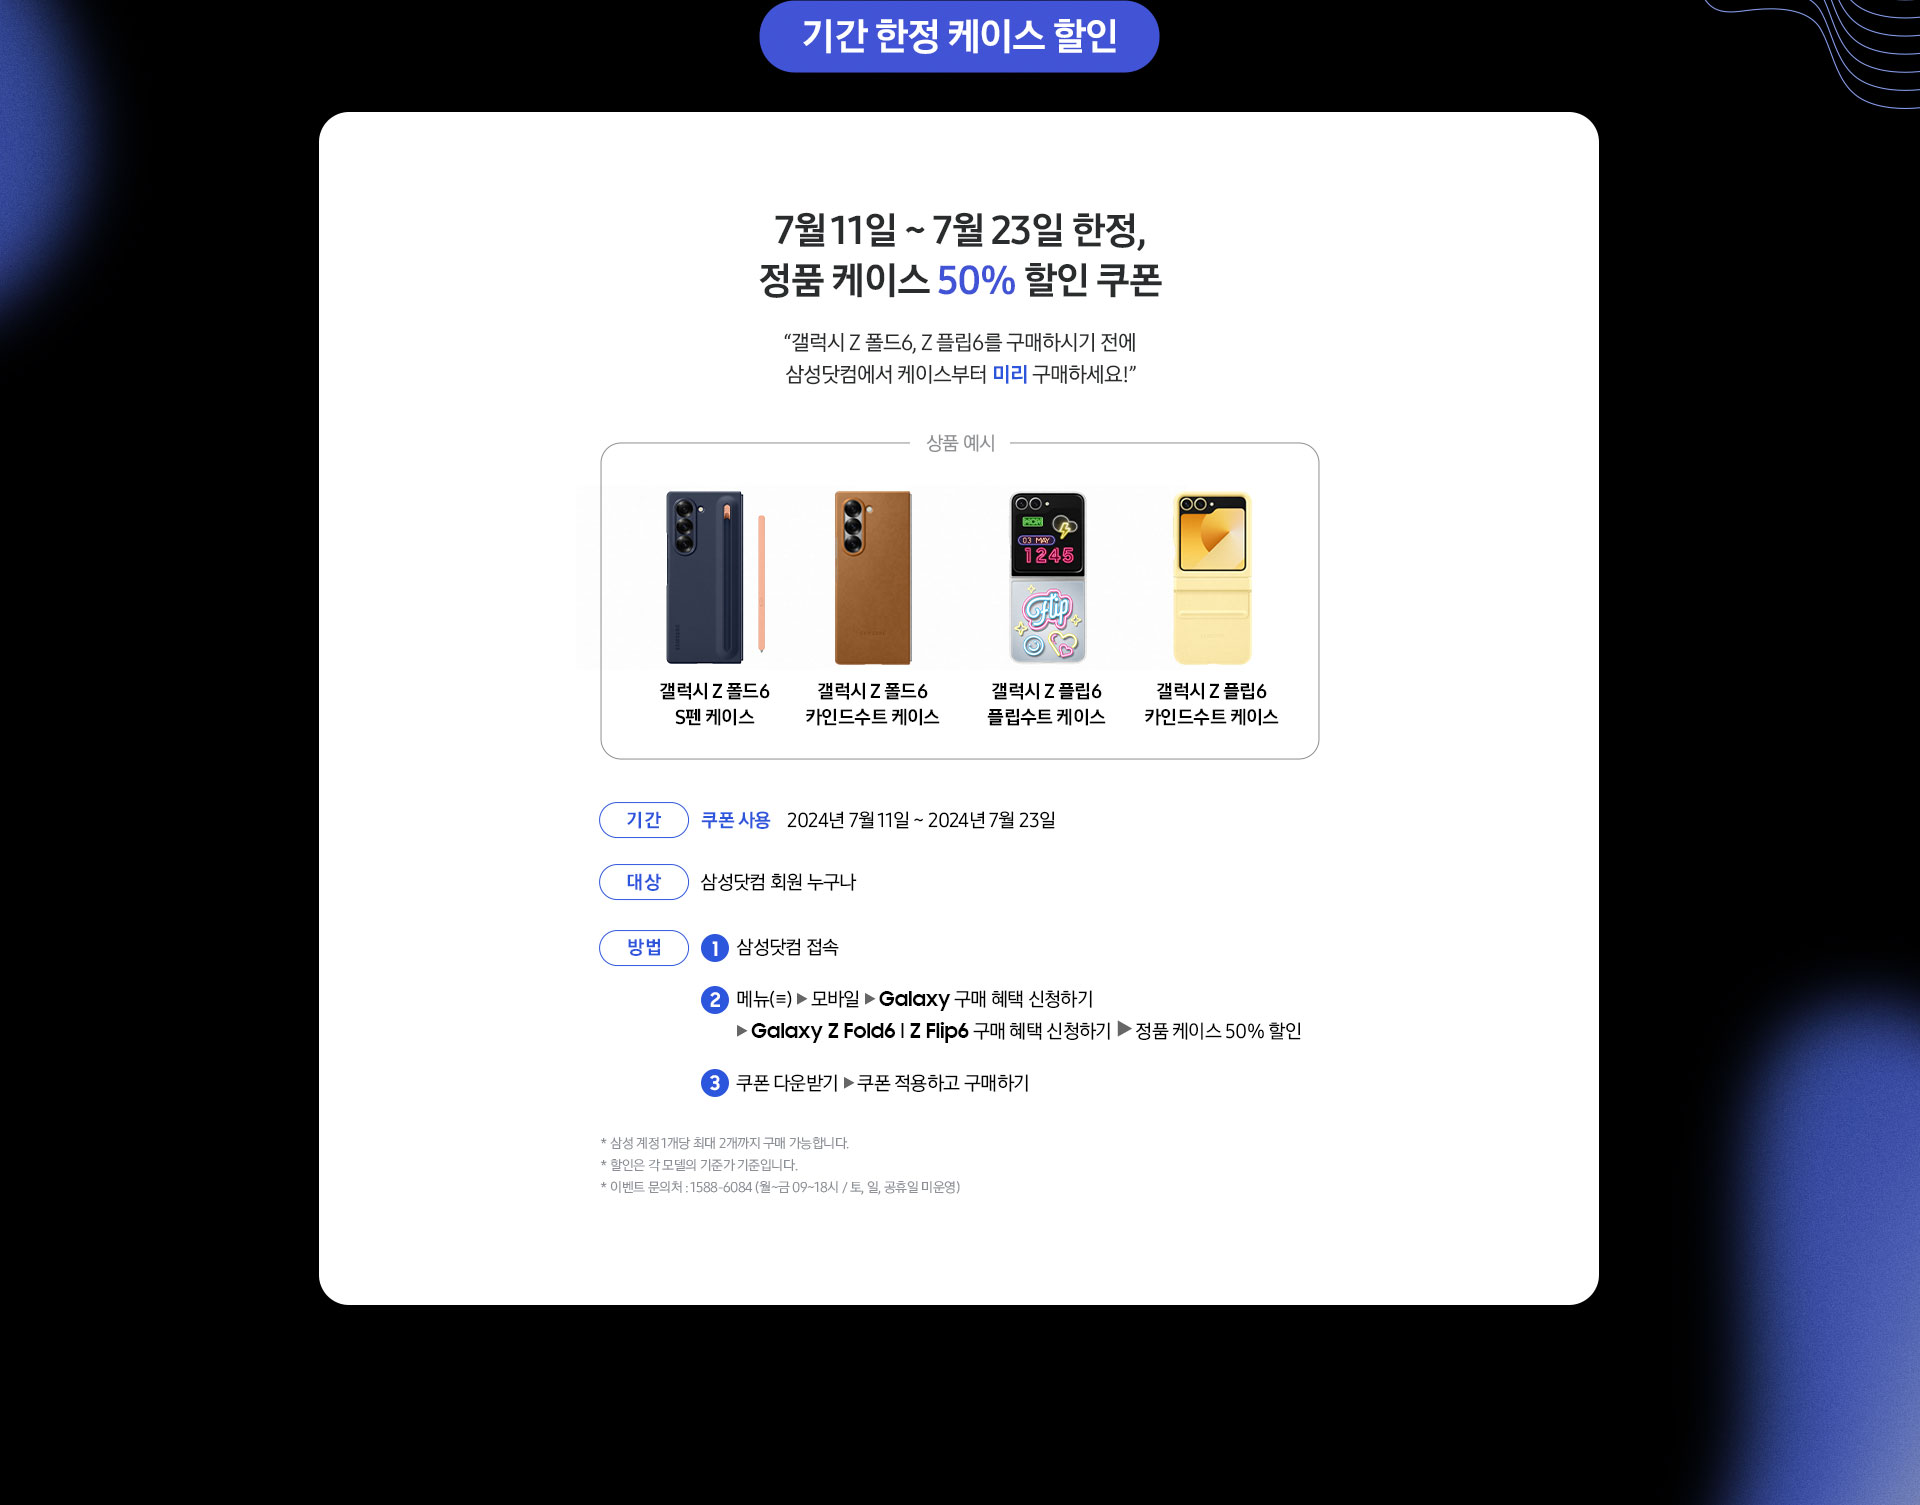 기간 한정 케이스 할인
7월 11일 ~ 7월 23일 한정,
정품 케이스 50% 할인 쿠폰
“갤럭시 Z 폴드6, Z 플립6를 구매하시기 전에
삼성닷컴에서 케이스부터 미리 구매하세요!”
상품 예시
MON
03 MAY
1245
Flip
갤럭시 Z 폴드6
S펜 케이스
갤럭시 Z 폴드6
카인드수트 케이스
갤럭시 Z 플립6
플립수트 케이스
갤럭시 Z 플립6
카인드수트 케이스
기간 쿠폰 사용 2024년 7월 11일 ~ 2024년 7월 23일
대상 삼성닷컴 회원 누구나
방법 1 삼성닷컴 접속
2 메뉴(≡) ▶ 모바일 ▶ Galaxy 구매 혜택 신청하기
▶ Galaxy Z Fold6 l Z Flip6 구매 혜택 신청하기 ▶ 정품 케이스 50% 할인
3 쿠폰 다운받기 ▶ 쿠폰 적용하고 구매하기
* 삼성 계정 1개당 최대 2개까지 구매 가능합니다.
* 할인은 각 모델의 기준가 기준입니다.
* 이벤트 문의처 : 1588-6084 (월~금 09~18시 / 토, 일, 공휴일 미운영)